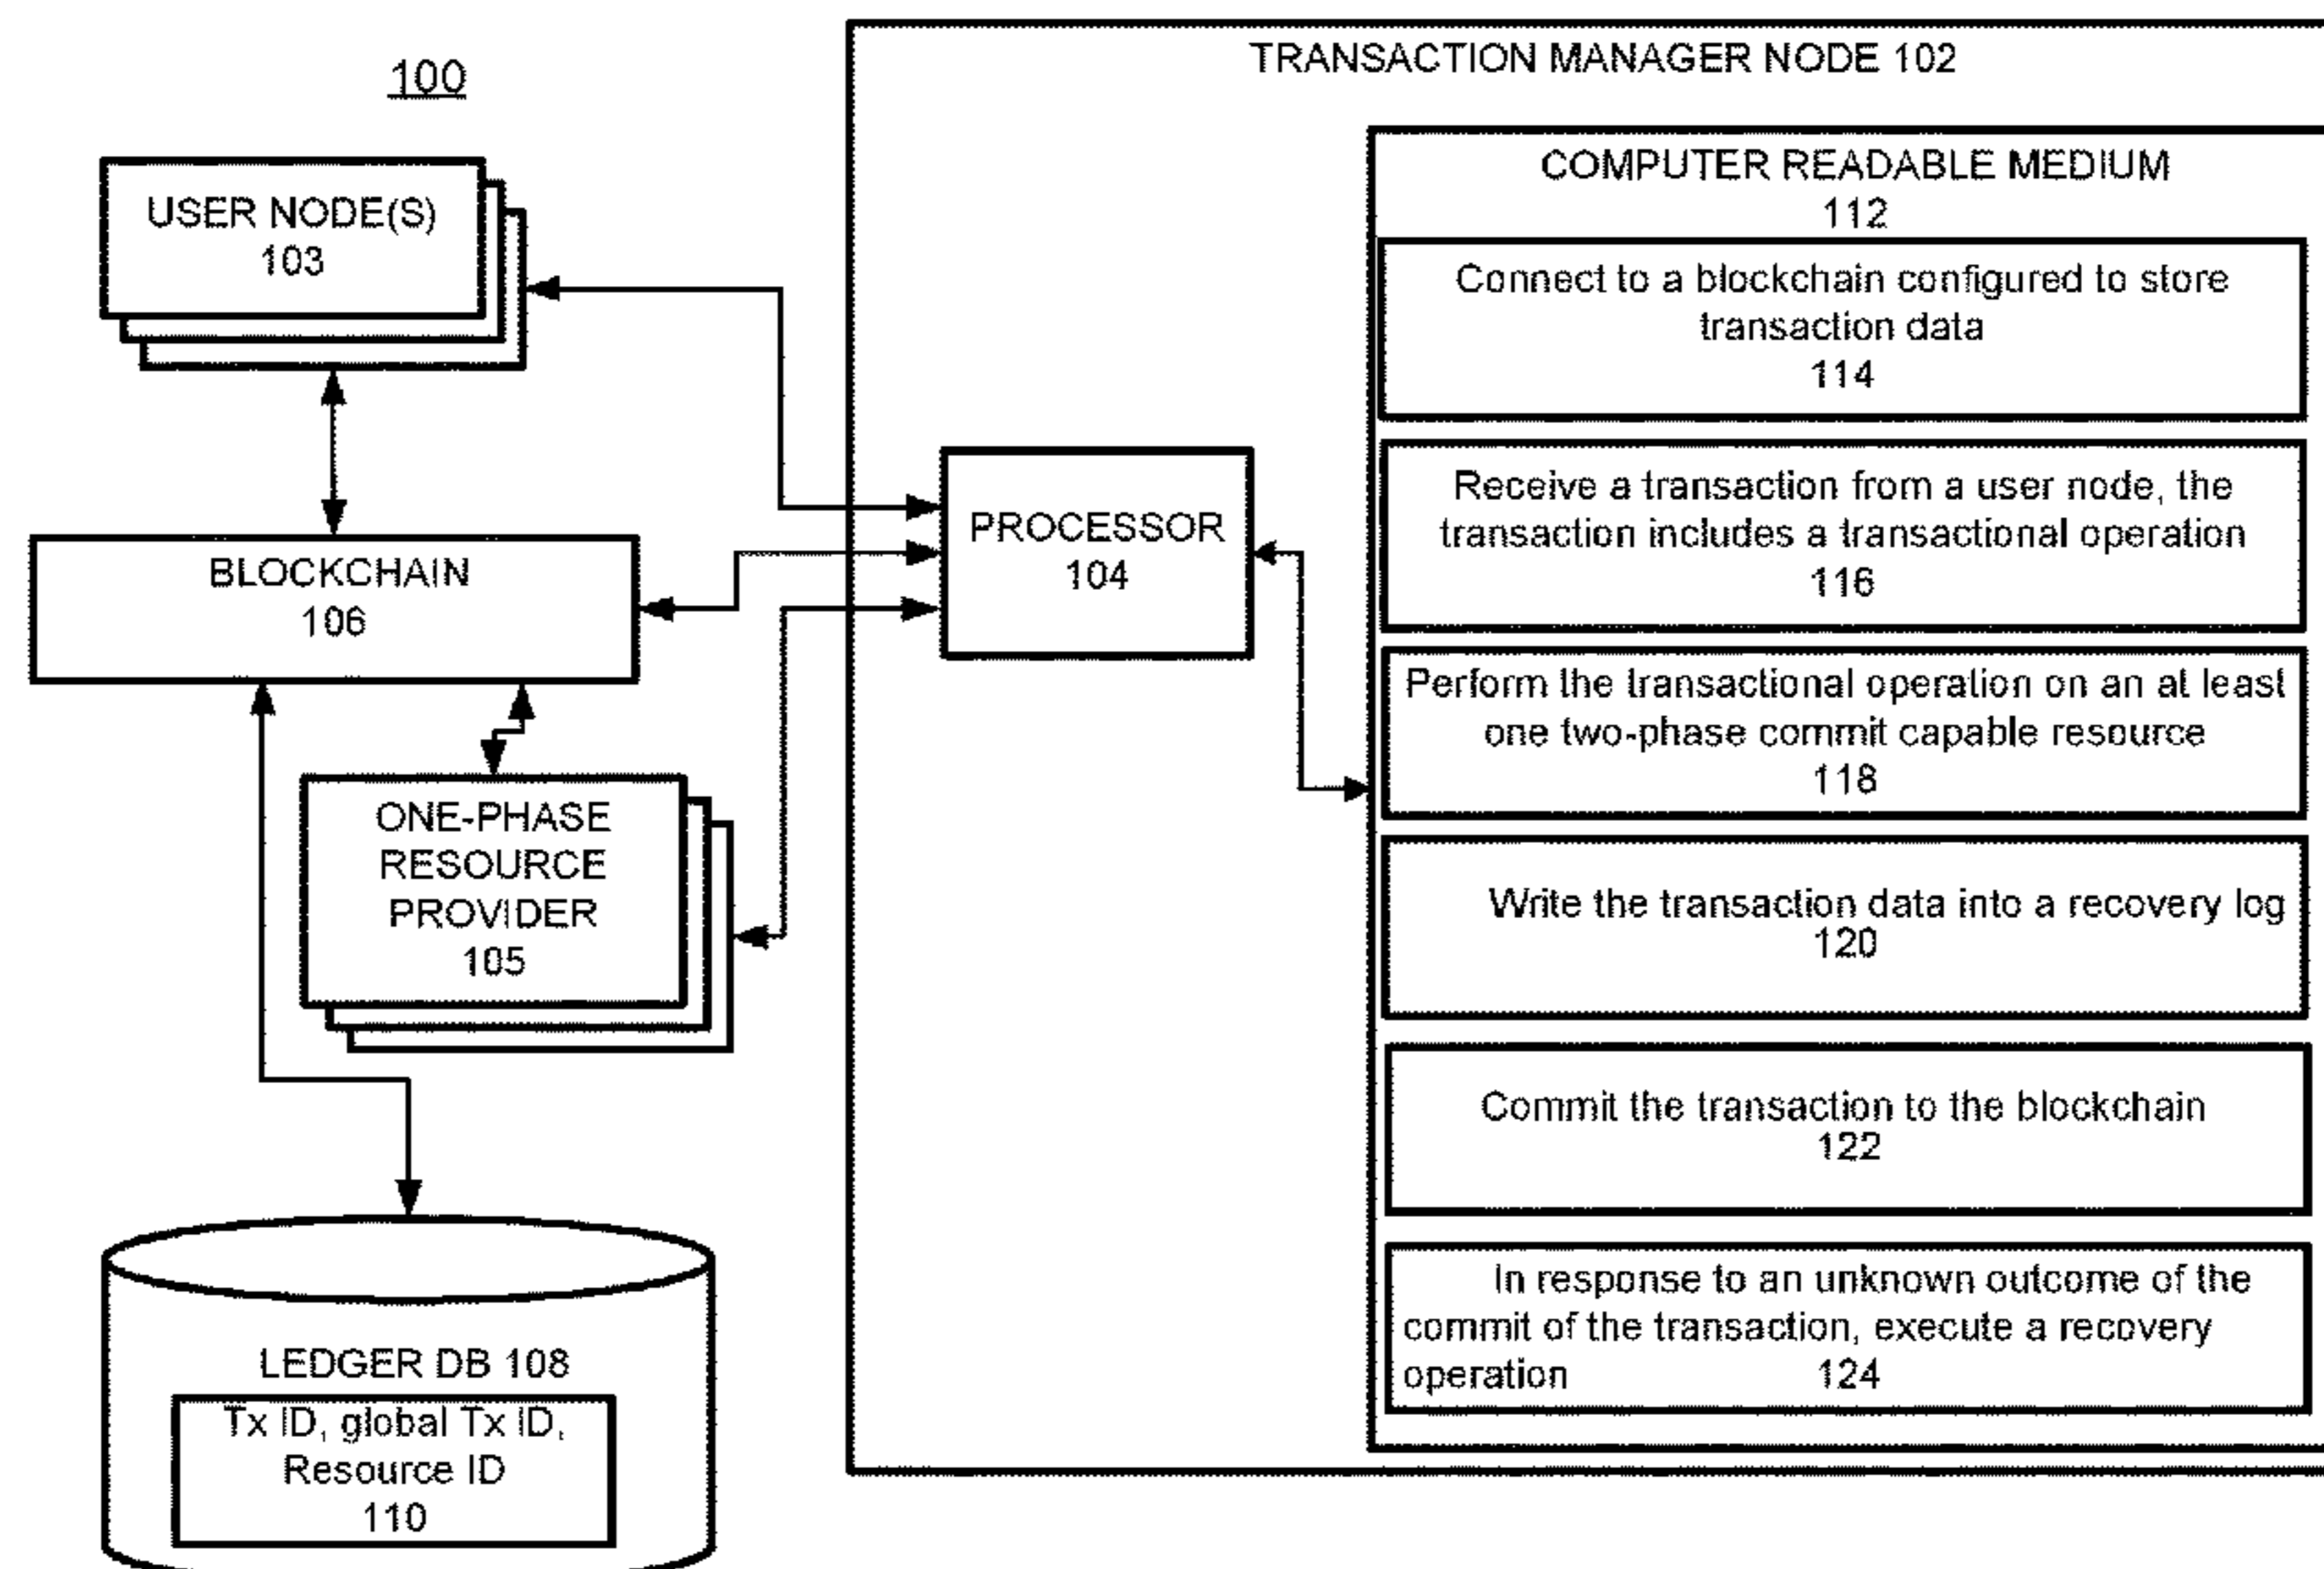 100
USER NODE(S)
103
BLOCKCHAIN
106
ONE-PHASE
RESOURCE
PROVIDER
105
LEDGER DB 108
Tx ID, global Tx ID,
Resource ID
110
TRANSACTION MANAGER NODE 102
PROCESSOR
104
COMPUTER READABLE MEDIUM
112
Connect to a blockchain configured to store
transaction data
114
Receive a transaction from a user node, the
transaction includes a transactional operation
116
Perform the transactional operation on an at least
one two-phase commit capable resource
118
Write the transaction data into a recovery log
120
Commit the transaction to the blockchain
122
In response to an unknown outcome of the
commit of the transaction, execute a recovery
operation 124